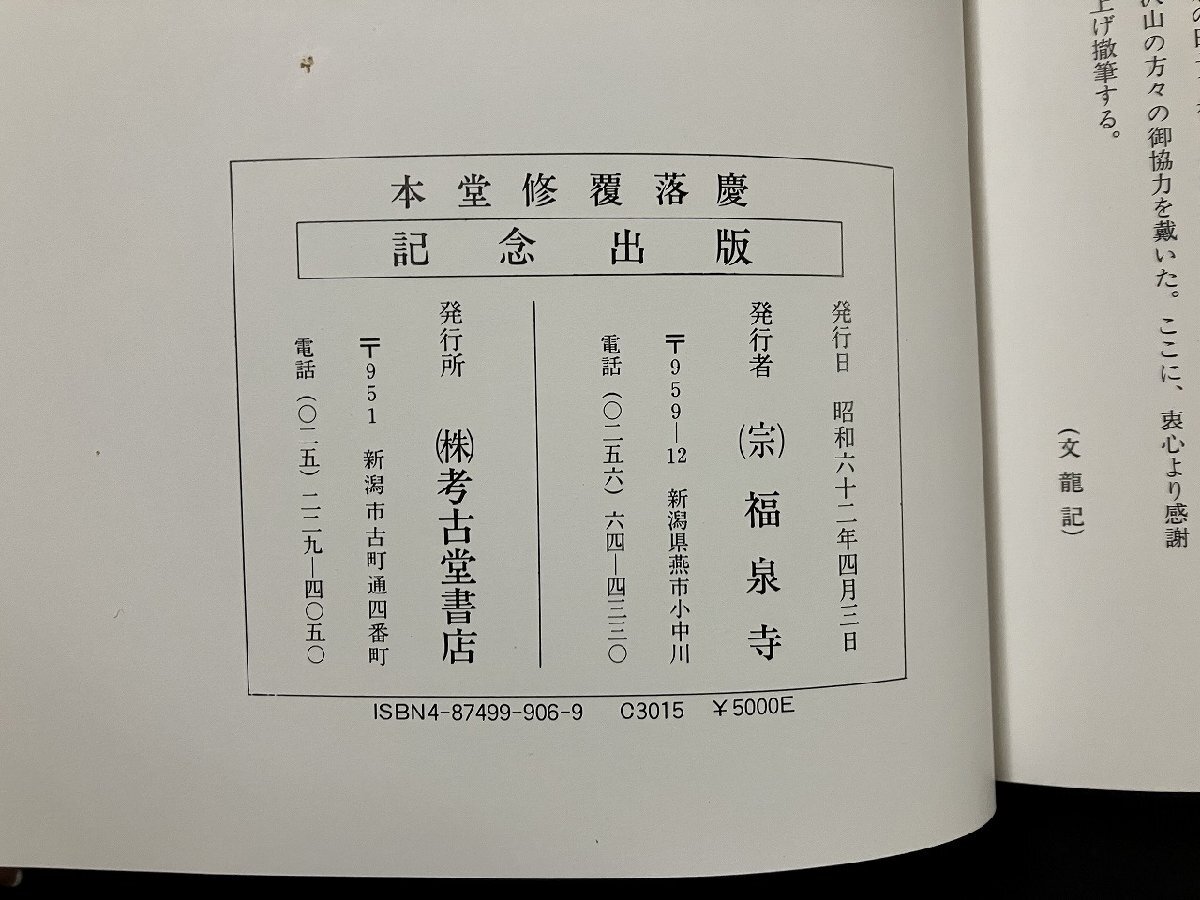 沢山の方々の御協力を戴いた。ここに、衷心より感謝
上げ撤筆する。
(文龍記)
本堂修覆落慶
記念出版
発行日 昭和六十二年四月三日
発行者 (宗)福泉寺
〒959―12 新潟県燕市小中川
電話 (〇二五六) 六四―四三三〇
発行所 (株)考古堂書店
〒951 新潟市古町通四番町
電話 (〇二五) 二二九―四〇五〇
ISBN4-87499-906-9 C3015 ¥5000E